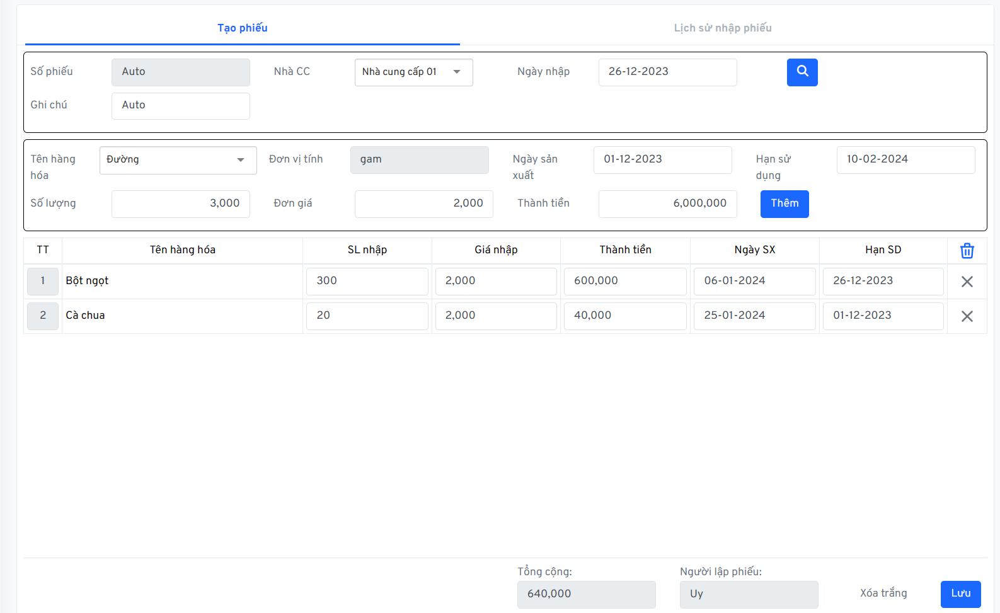 Tạo phiếu
Lịch sử nhập phiếu
Số phiếu Auto Nhà CC Nhà cung cấp 01 Ngày nhập 26-12-2023
Ghi chú Auto
Tên hàng hóa Đường Đơn vị tính gam Ngày sản xuất 01-12-2023 Hạn sử dụng 10-02-2024
Số lượng 3,000 Đơn giá 2,000 Thành tiền 6,000,000 Thêm
TT Tên hàng hóa SL nhập Giá nhập Thành tiền Ngày SX Hạn SD
1 Bột ngọt 300 2,000 600,000 06-01-2024 26-12-2023
2 Cà chua 20 2,000 40,000 25-01-2024 01-12-2023
Tổng cộng: Người lập phiếu:
640,000 Uy Xóa trắng Lưu